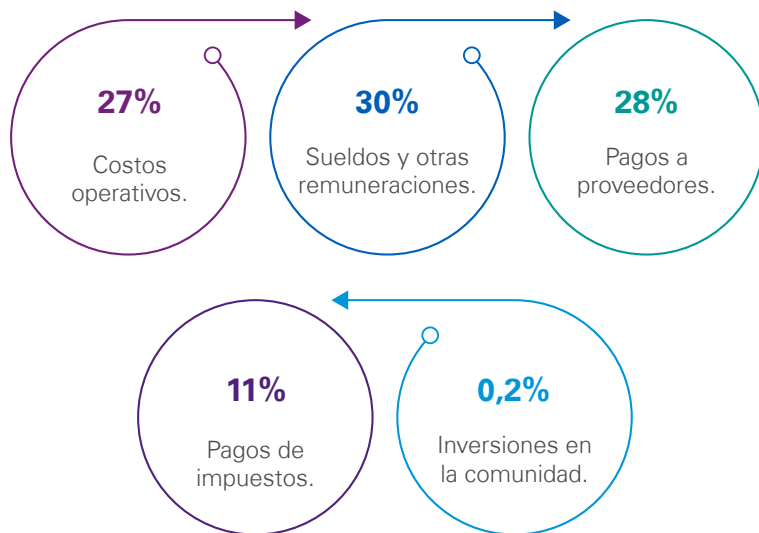 27%
Costos
operativos.
30%
Sueldos y otras
remuneraciones.
28%
Pagos a
proveedores.
11%
Pagos de
impuestos.
0,2%
Inversiones en
la comunidad.